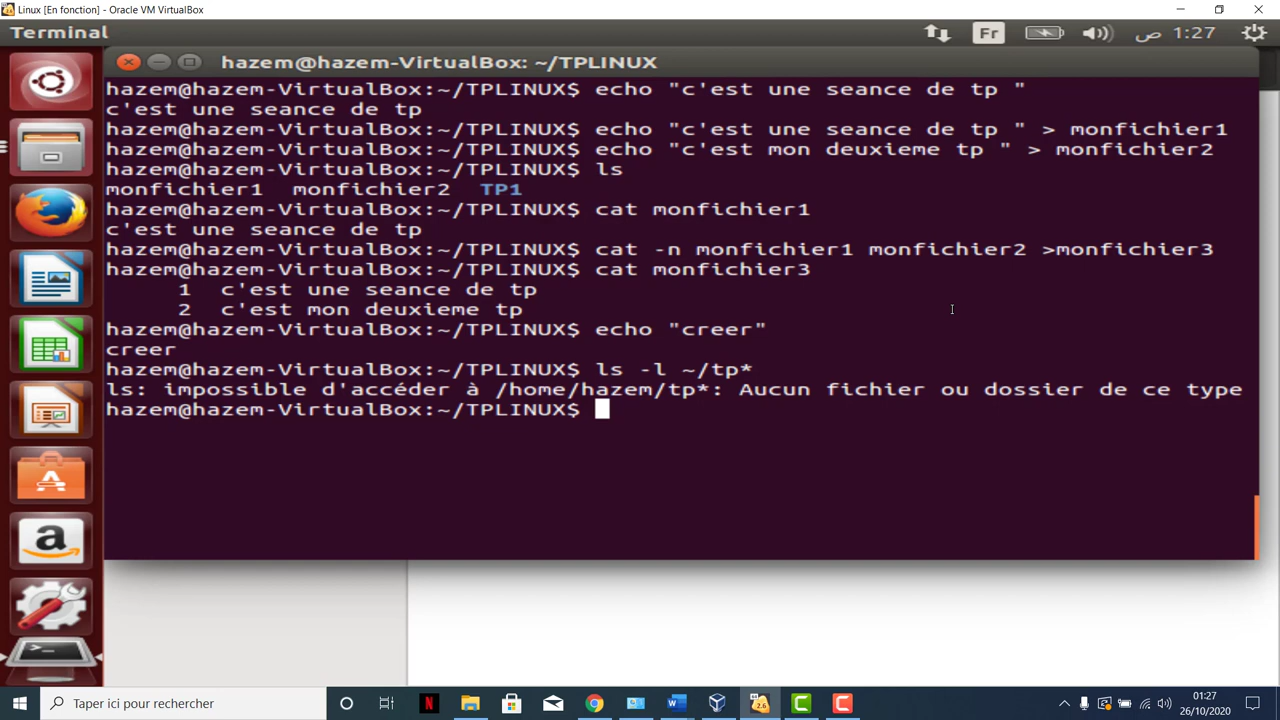 Linux [En fonction] - Oracle VM VirtualBox
Terminal
Fr
ص 1:27
hazem@hazem-VirtualBox: ~/TPLINUX
hazem@hazem-VirtualBox:~/TPLINUX$ echo "c'est une seance de tp "
c'est une seance de tp
hazem@hazem-VirtualBox:~/TPLINUX$ echo "c'est une seance de tp " > monfichier1
hazem@hazem-VirtualBox:~/TPLINUX$ echo "c'est mon deuxieme tp " > monfichier2
hazem@hazem-VirtualBox:~/TPLINUX$ ls
monfichier1 monfichier2 TP1
hazem@hazem-VirtualBox:~/TPLINUX$ cat monfichier1
c'est une seance de tp
hazem@hazem-VirtualBox:~/TPLINUX$ cat -n monfichier1 monfichier2 >monfichier3
hazem@hazem-VirtualBox:~/TPLINUX$ cat monfichier3
1 c'est une seance de tp
2 c'est mon deuxieme tp
hazem@hazem-VirtualBox:~/TPLINUX$ echo "creer"
creer
hazem@hazem-VirtualBox:~/TPLINUX$ ls -l ~/tp*
ls: impossible d'accéder à /home/hazem/tp*: Aucun fichier ou dossier de ce type
hazem@hazem-VirtualBox:~/TPLINUX$
Taper ici pour rechercher
2.6
01:27
26/10/2020